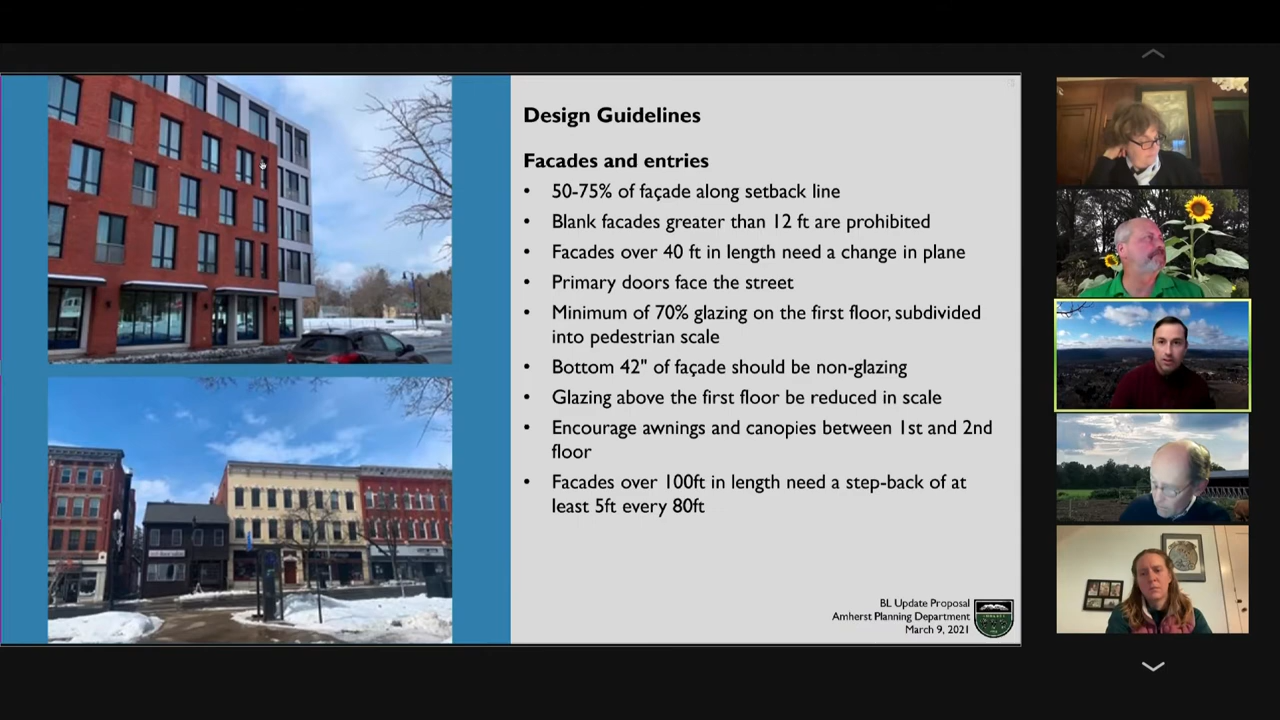 Design Guidelines
Facades and entries
• 50-75% of façade along setback line
• Blank facades greater than 12 ft are prohibited
• Facades over 40 ft in length need a change in plane
• Primary doors face the street
• Minimum of 70% glazing on the first floor, subdivided
into pedestrian scale
• Bottom 42" of façade should be non-glazing
• Glazing above the first floor be reduced in scale
• Encourage awnings and canopies between 1st and 2nd
floor
• Facades over 100ft in length need a step-back of at
least 5ft every 80ft
BL Update Proposal
Amherst Planning Department
March 9, 2021